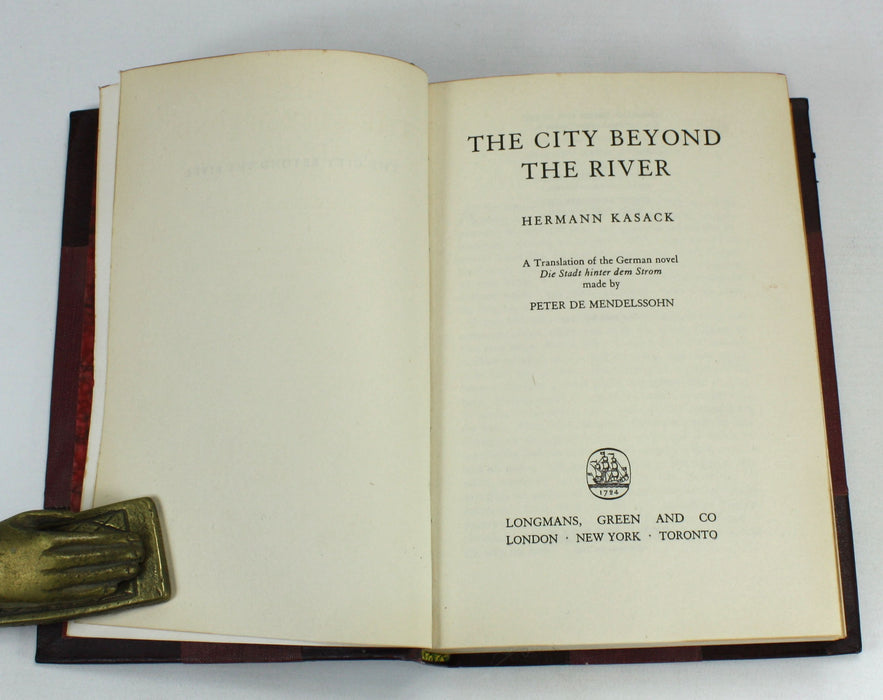 THE CITY BEYOND
THE RIVER
HERMANN KASACK
A Translation of the German novel
Die Stadt hinter dem Strom
made by
PETER DE MENDELSSOHN
1724
LONGMANS, GREEN AND CO
LONDON · NEW YORK · TORONTO